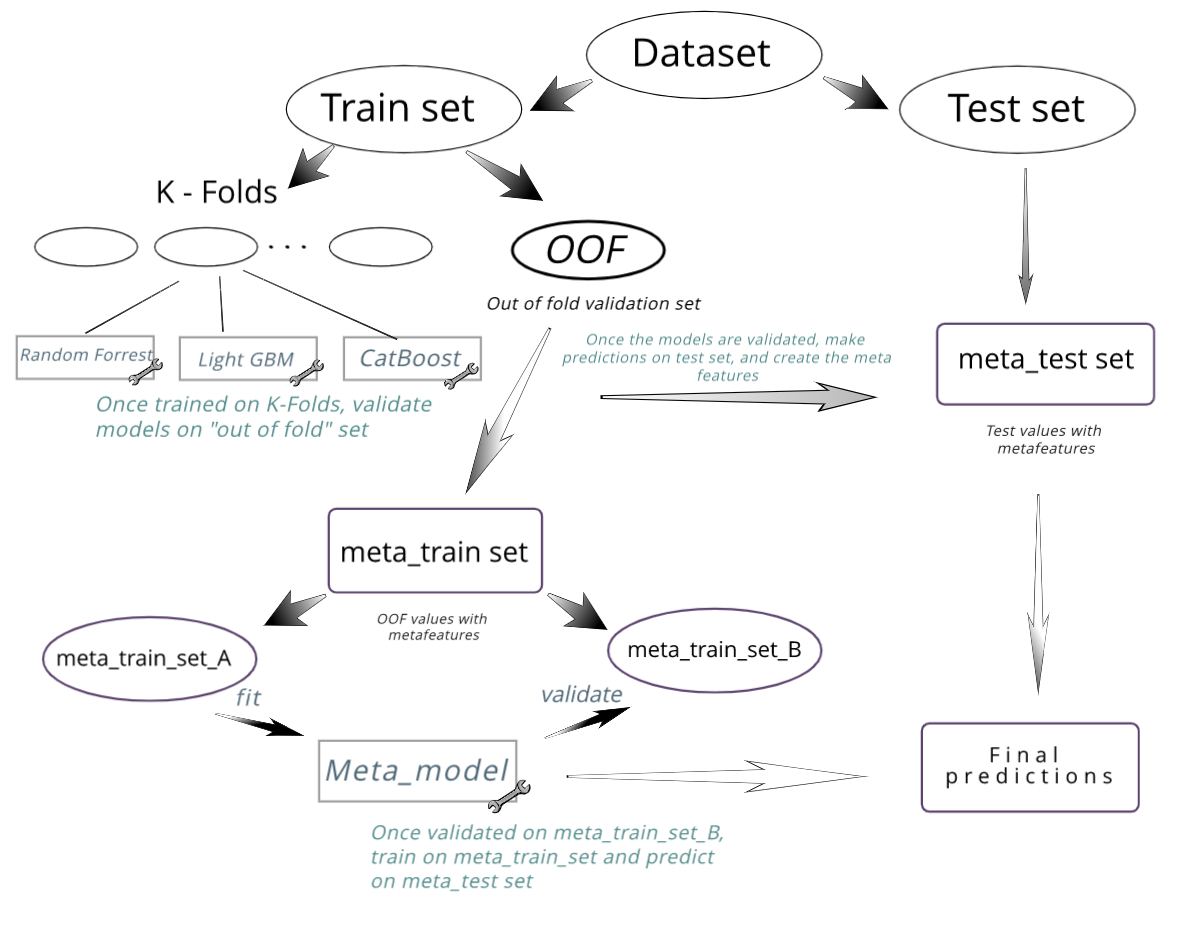 Dataset
Train set
Test set
K - Folds
. . .
OOF
Out of fold validation set
Random Forrest
Light GBM
CatBoost
Once trained on K-Folds, validate
models on "out of fold" set
Once the models are validated, make
predictions on test set, and create the meta
features
meta_test set
Test values with
metafeatures
meta_train set
OOF values with
metafeatures
meta_train_set_A
meta_train_set_B
fit
validate
Meta_model
Final
predictions
Once validated on meta_train_set_B,
train on meta_train_set and predict
on meta_test set